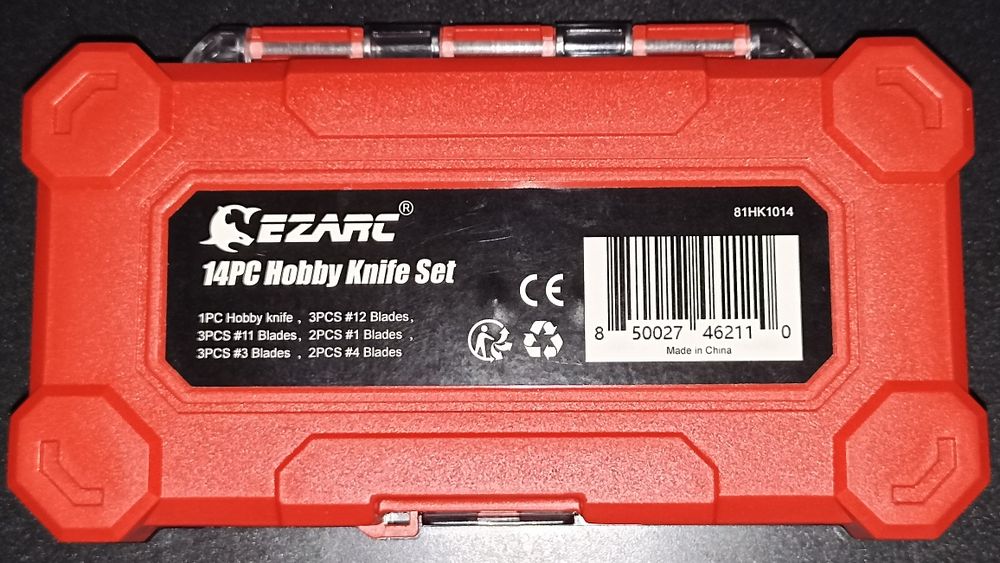 EZARC®
81HK1014
14PC Hobby Knife Set
1PC Hobby knife , 3PCS #12 Blades,
3PCS #11 Blades, 2PCS #1 Blades ,
3PCS #3 Blades , 2PCS #4 Blades
CE
8 50027 46211 0
Made in China